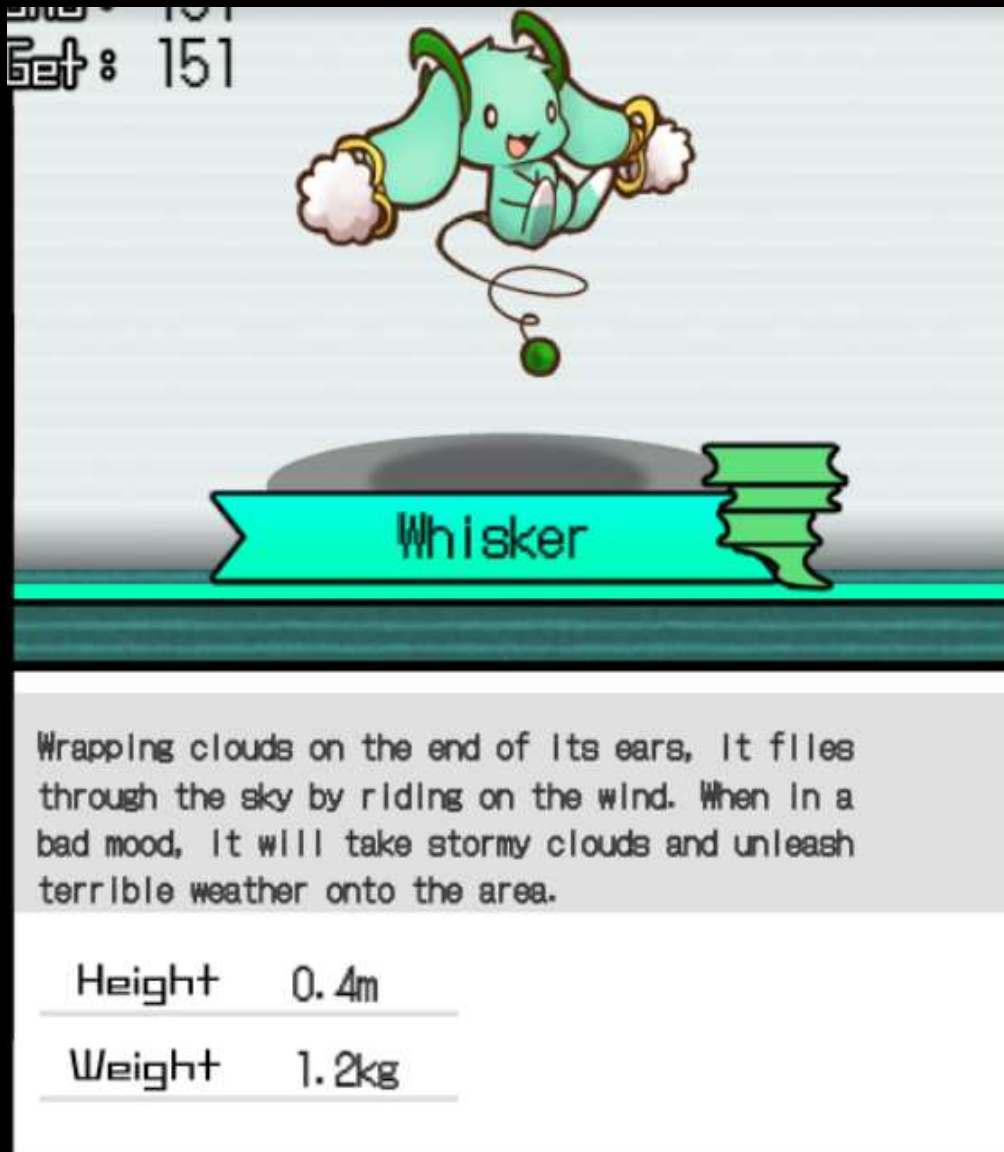 151
Get: 151
Whisker
Wrapping clouds on the end of its ears, it flies
through the sky by riding on the wind. When in a
bad mood, it will take stormy clouds and unleash
terrible weather onto the area.
Height 0.4m
Weight 1.2kg